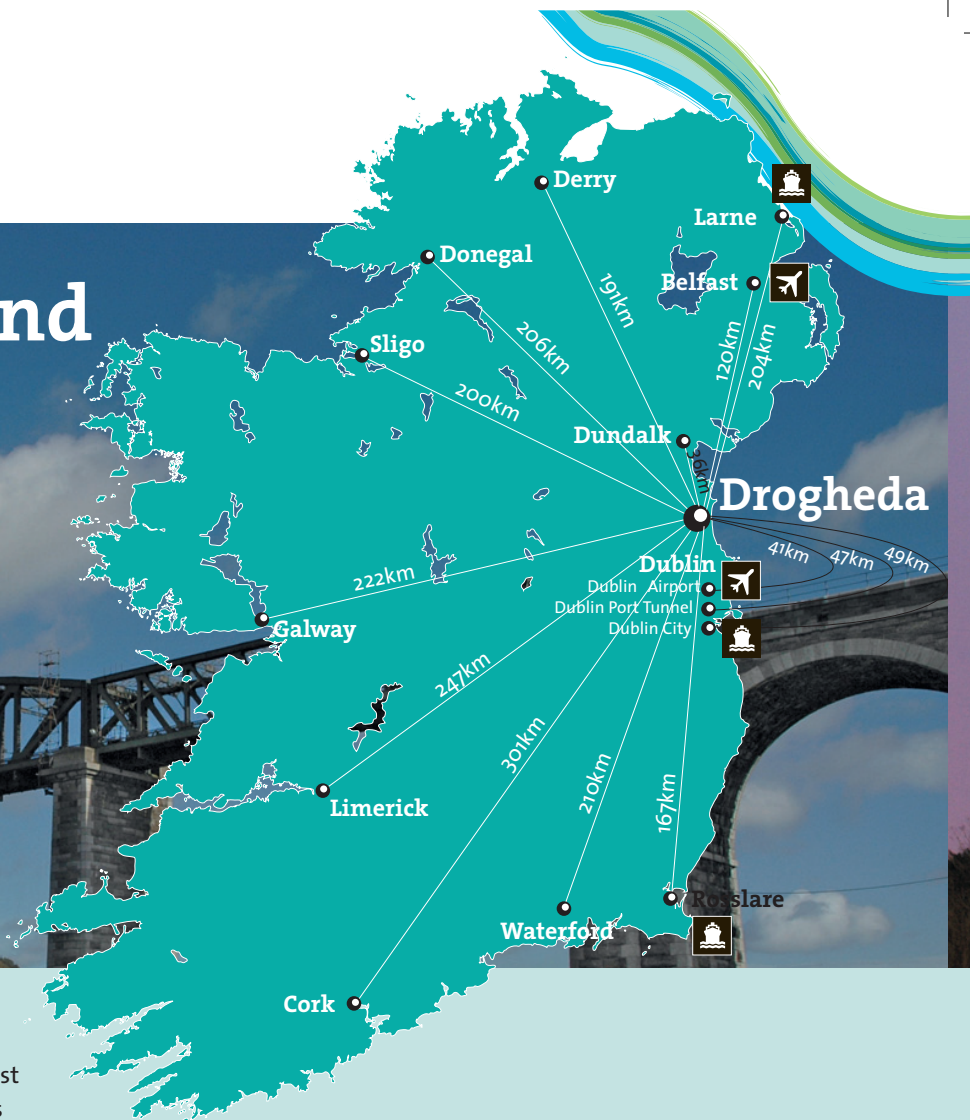 Derry
Larne
Donegal
Belfast
191km
nd
Sligo
206km
120km
204km
200km
Dundalk
36km
Drogheda
41km
47km
49km
Dublin
222km
Dublin Airport
Dublin Port Tunnel
Galway
Dublin City
247km
301km
210km
167km
Limerick
Rosslare
Waterford
Cork
st
s